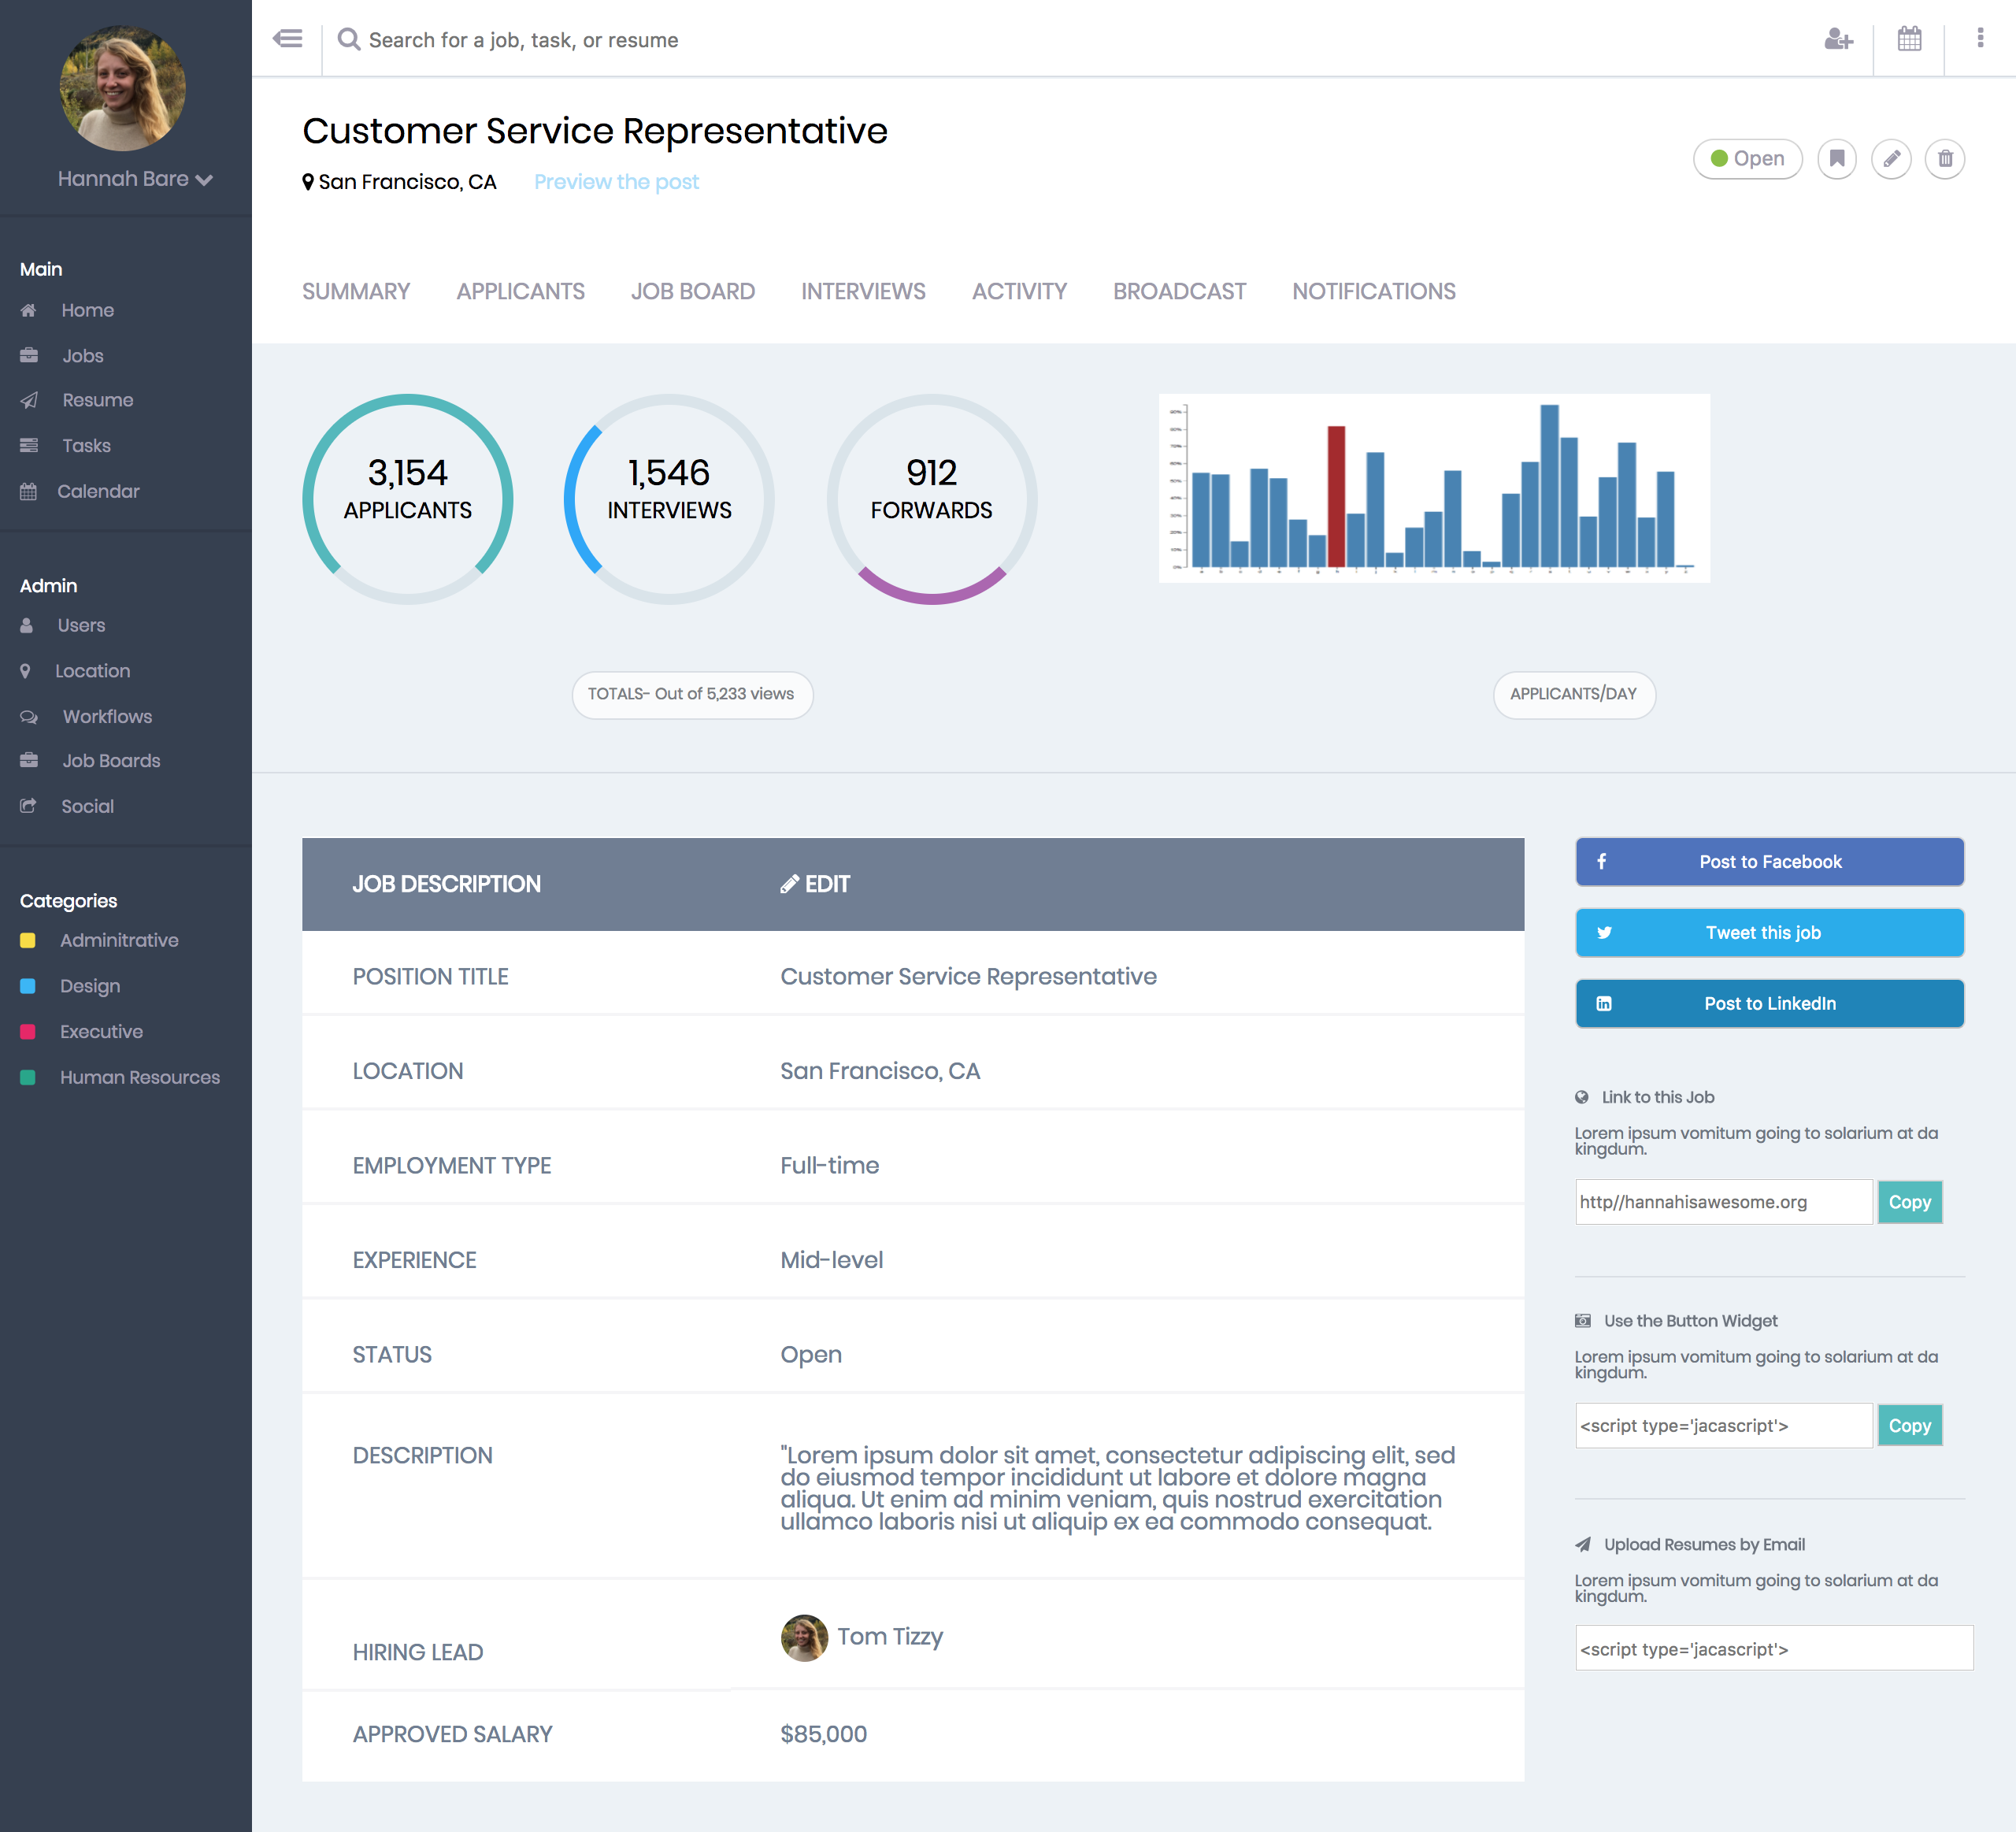 Hannah Bare
Main
Home
Jobs
Resume
Tasks
Calendar
Admin
Users
Location
Workflows
Job Boards
Social
Categories
Adminitrative
Design
Executive
Human Resources
Search for a job, task, or resume
Customer Service Representative
San Francisco, CA Preview the post
Open
SUMMARY APPLICANTS JOB BOARD INTERVIEWS ACTIVITY BROADCAST NOTIFICATIONS
3,154
APPLICANTS
1,546
INTERVIEWS
912
FORWARDS
TOTALS- Out of 5,233 views
APPLICANTS/DAY
JOB DESCRIPTION EDIT
POSITION TITLE Customer Service Representative
LOCATION San Francisco, CA
EMPLOYMENT TYPE Full-time
EXPERIENCE Mid-level
STATUS Open
DESCRIPTION "Lorem ipsum dolor sit amet, consectetur adipiscing elit, sed
do eiusmod tempor incididunt ut labore et dolore magna
aliqua. Ut enim ad minim veniam, quis nostrud exercitation
ullamco laboris nisi ut aliquip ex ea commodo consequat.
HIRING LEAD Tom Tizzy
APPROVED SALARY $85,000
Post to Facebook
Tweet this job
Post to LinkedIn
Link to this Job
Lorem ipsum vomitum going to solarium at da
kingdum.
http//hannahisawesome.org Copy
Use the Button Widget
Lorem ipsum vomitum going to solarium at da
kingdum.
<script type='jacascript'> Copy
Upload Resumes by Email
Lorem ipsum vomitum going to solarium at da
kingdum.
<script type='jacascript'>